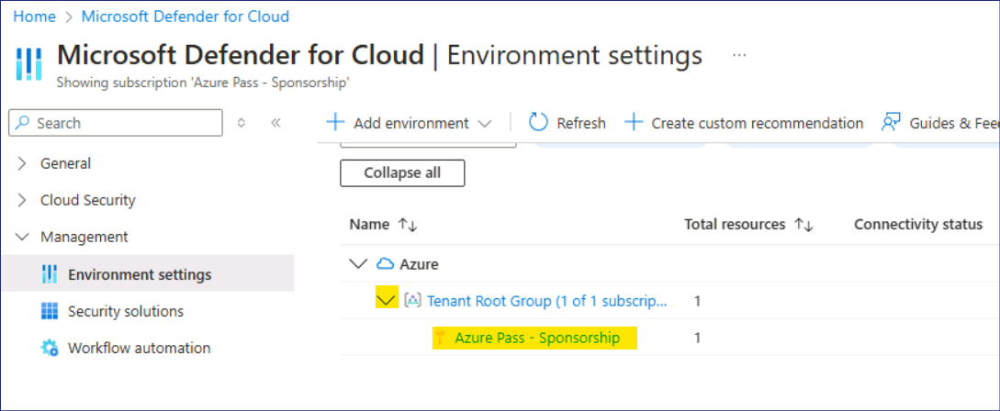 Home > Microsoft Defender for Cloud
Microsoft Defender for Cloud | Environment settings ...
Showing subscription 'Azure Pass - Sponsorship'
Search
Add environment
Refresh
Create custom recommendation
Guides & Fee
General
Cloud Security
Management
Environment settings
Security solutions
Workflow automation
Collapse all
Name Total resources Connectivity status
Azure
Tenant Root Group (1 of 1 subscrip... 1
Azure Pass - Sponsorship 1